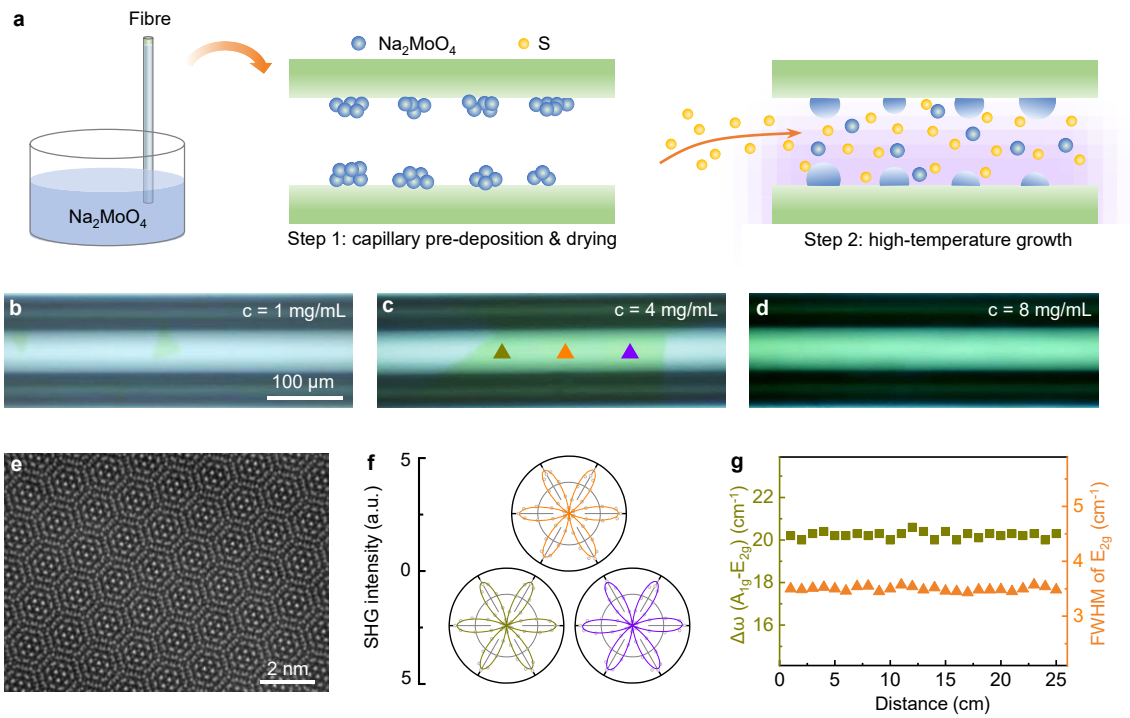 a
Fibre
Na₂MoO₄
Na₂MoO₄
S
Step 1: capillary pre-deposition & drying
Step 2: high-temperature growth
b
c = 1 mg/mL
100 μm
c
c = 4 mg/mL
d
c = 8 mg/mL
e
2 nm
f
SHG intensity (a.u.)
5
0
5
g
Δω (A₁g-E₂g) (cm⁻¹)
22
20
18
16
FWHM of E₂g (cm⁻¹)
5
4
3
0
5
10
15
20
25
Distance (cm)